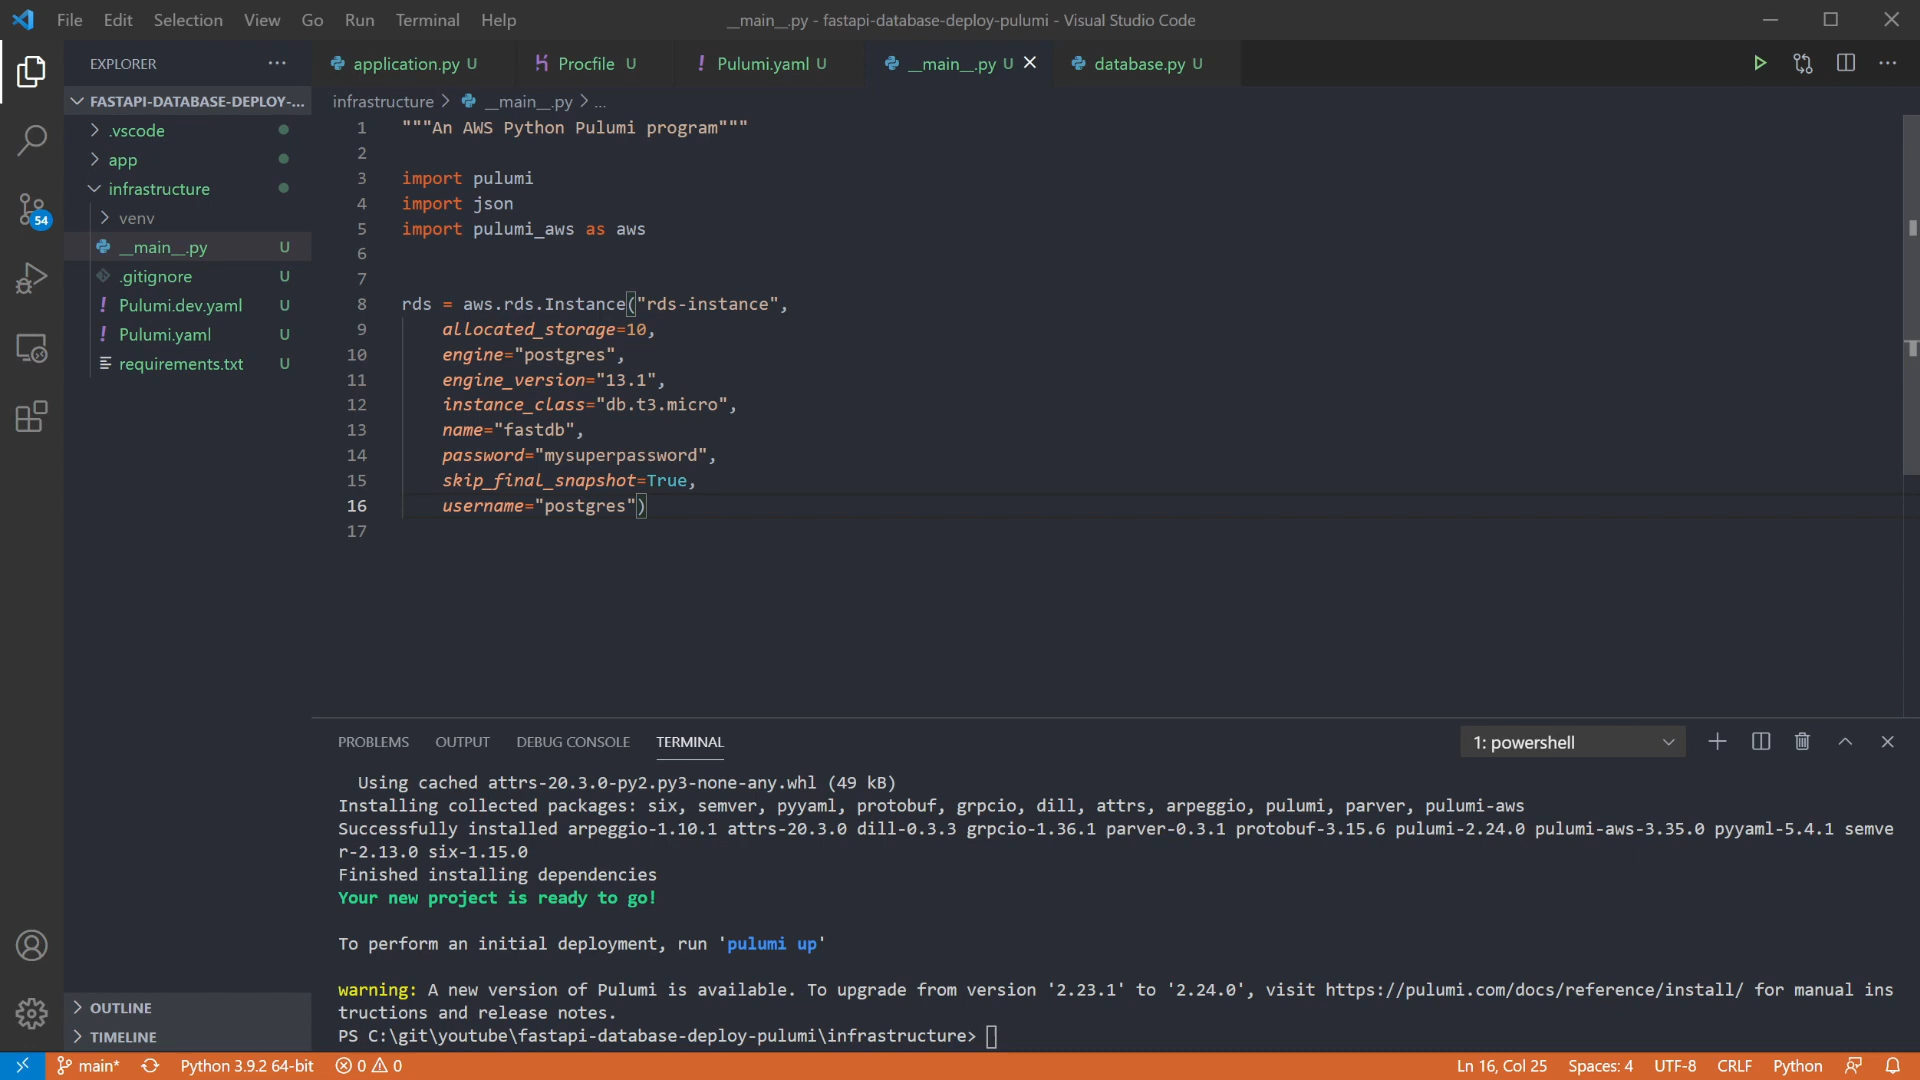 File Edit Selection View Go Run Terminal Help __main__.py - fastapi-database-deploy-pulumi - Visual Studio Code
EXPLORER
application.py U Procfile U ! Pulumi.yaml U __main__.py U database.py U
FASTAPI-DATABASE-DEPLOY-...
infrastructure > __main__.py > ...
.vscode
app
infrastructure
venv
__main__.py U
.gitignore U
! Pulumi.dev.yaml U
! Pulumi.yaml U
requirements.txt U
1 """An AWS Python Pulumi program"""
2
3 import pulumi
4 import json
5 import pulumi_aws as aws
6
7
8 rds = aws.rds.Instance("rds-instance",
9 allocated_storage=10,
10 engine="postgres",
11 engine_version="13.1",
12 instance_class="db.t3.micro",
13 name="fastdb",
14 password="mysuperpassword",
15 skip_final_snapshot=True,
16 username="postgres")
17
PROBLEMS OUTPUT DEBUG CONSOLE TERMINAL 1: powershell
Using cached attrs-20.3.0-py2.py3-none-any.whl (49 kB)
Installing collected packages: six, semver, pyyaml, protobuf, grpcio, dill, attrs, arpeggio, pulumi, parver, pulumi-aws
Successfully installed arpeggio-1.10.1 attrs-20.3.0 dill-0.3.3 grpcio-1.36.1 parver-0.3.1 protobuf-3.15.6 pulumi-2.24.0 pulumi-aws-3.35.0 pyyaml-5.4.1 semve
r-2.13.0 six-1.15.0
Finished installing dependencies
Your new project is ready to go!
To perform an initial deployment, run 'pulumi up'
warning: A new version of Pulumi is available. To upgrade from version '2.23.1' to '2.24.0', visit https://pulumi.com/docs/reference/install/ for manual ins
tructions and release notes.
PS C:\git\youtube\fastapi-database-deploy-pulumi\infrastructure>
54
OUTLINE
TIMELINE
main* Python 3.9.2 64-bit 0 0 Ln 16, Col 25 Spaces: 4 UTF-8 CRLF Python